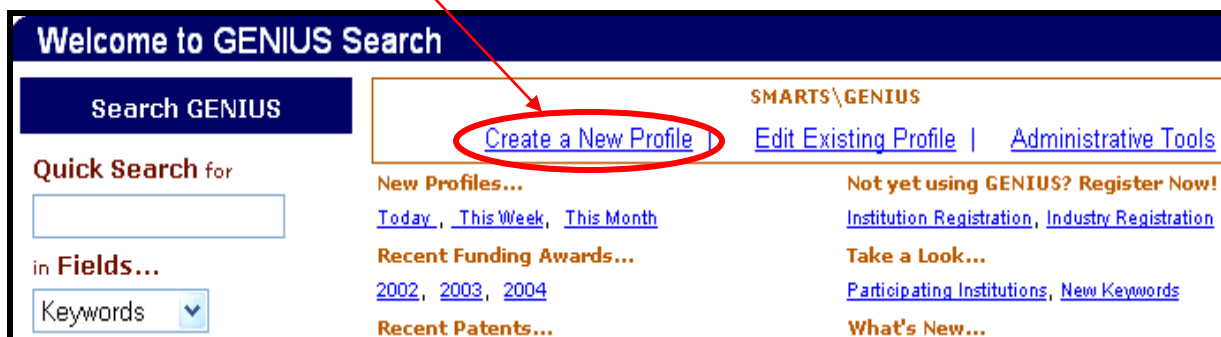 Welcome to GENIUS Search
Search GENIUS
Quick Search for
in Fields...
Keywords
SMARTS\GENIUS
Create a New Profile | Edit Existing Profile | Administrative Tools
New Profiles...
Today , This Week, This Month
Recent Funding Awards...
2002, 2003, 2004
Recent Patents...
Not yet using GENIUS? Register Now!
Institution Registration, Industry Registration
Take a Look...
Participating Institutions, New Keywords
What's New...